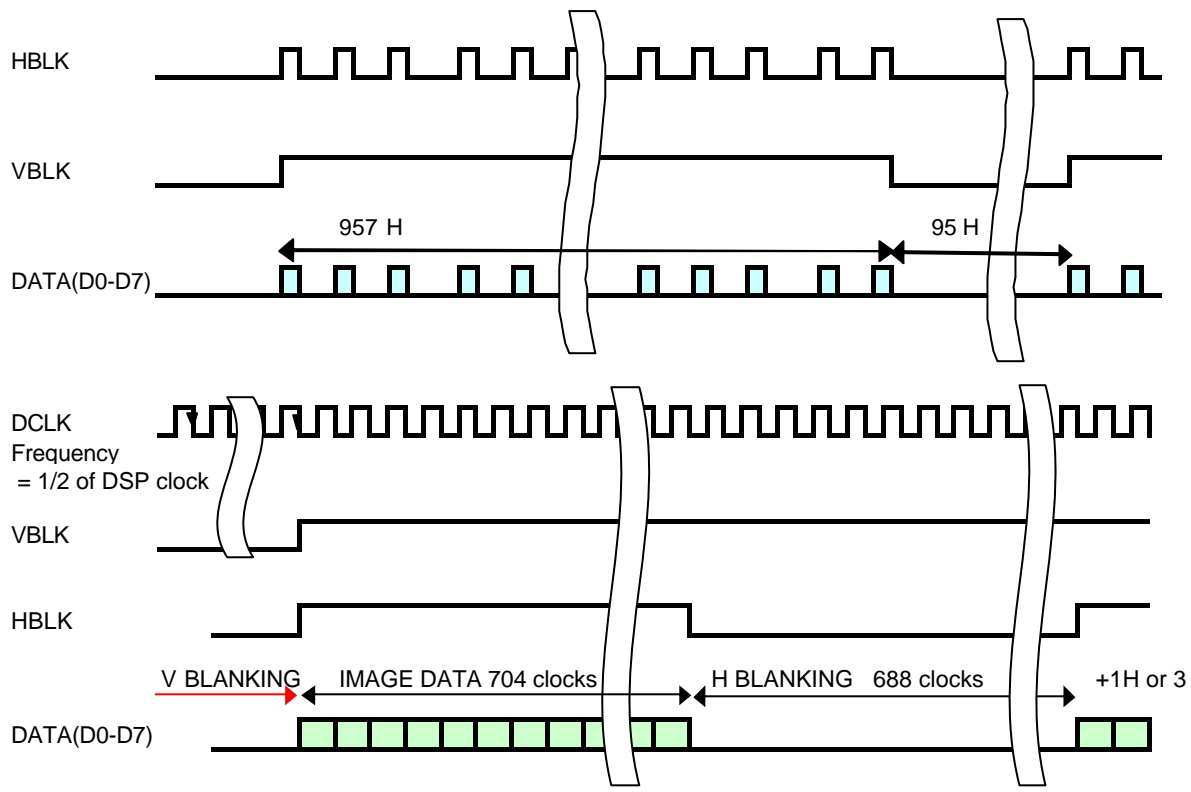 HBLK
VBLK
957 H
95 H
DATA(D0-D7)
DCLK
Frequency
= 1/2 of DSP clock
VBLK
HBLK
V BLANKING
IMAGE DATA 704 clocks
H BLANKING 688 clocks
+1H or 3
DATA(D0-D7)